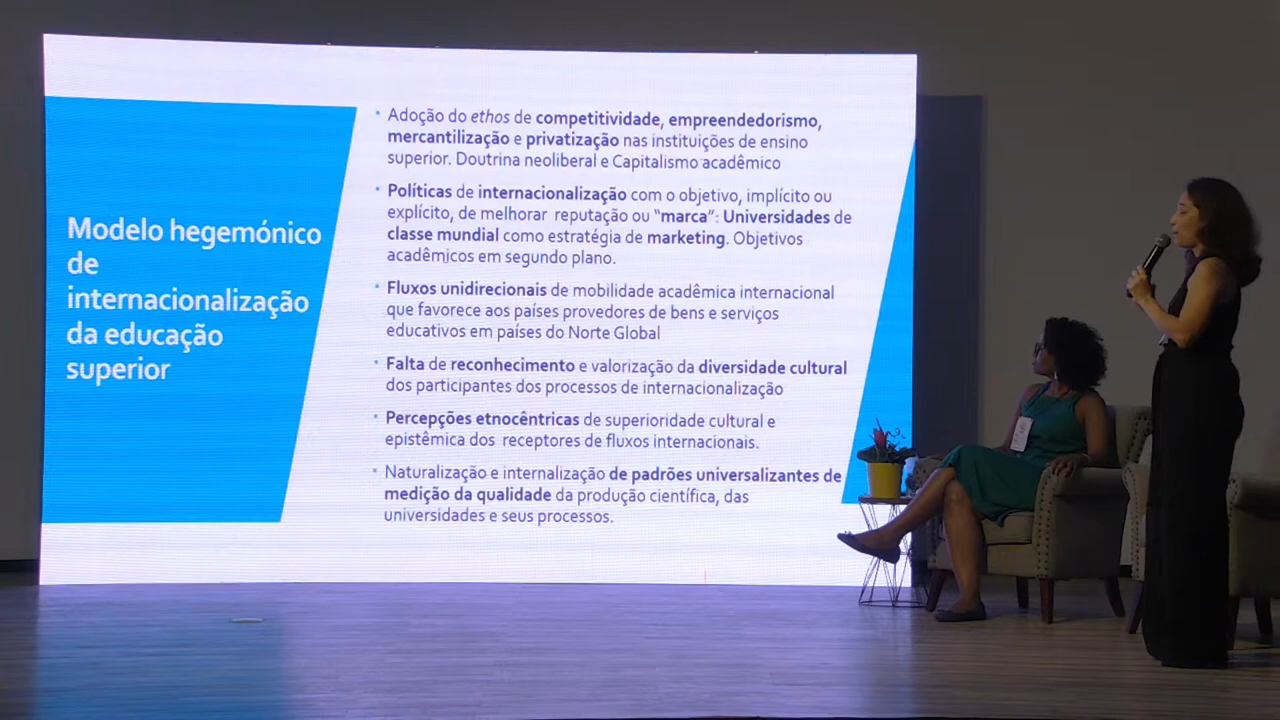 Modelo hegemónico
de
internacionalização
da educação
superior
Adoção do ethos de competitividade, empreendedorismo,
mercantilização e privatização nas instituições de ensino
superior. Doutrina neoliberal e Capitalismo acadêmico
Políticas de internacionalização com o objetivo, implícito ou
explícito, de melhorar reputação ou “marca”: Universidades de
classe mundial como estratégia de marketing. Objetivos
acadêmicos em segundo plano.
Fluxos unidirecionais de mobilidade acadêmica internacional
que favorece aos países provedores de bens e serviços
educativos em países do Norte Global
Falta de reconhecimento e valorização da diversidade cultural
dos participantes dos processos de internacionalização
Percepções etnocêntricas de superioridade cultural e
epistêmica dos receptores de fluxos internacionais.
Naturalização e internalização de padrões universalizantes de
medição da qualidade da produção científica, das
universidades e seus processos.